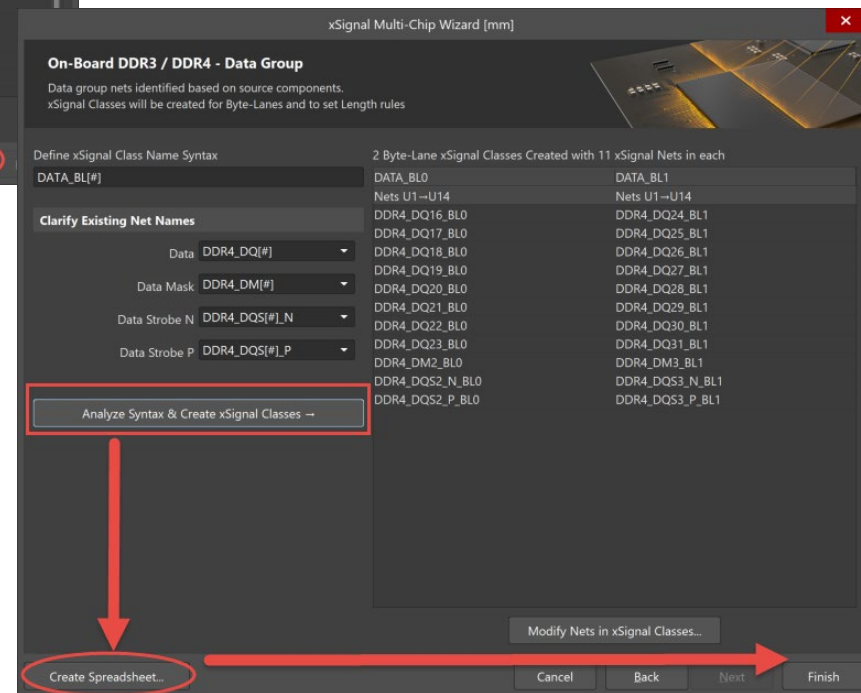 xSignal Multi-Chip Wizard [mm]
On-Board DDR3 / DDR4 - Data Group
Data group nets identified based on source components.
xSignal Classes will be created for Byte-Lanes and to set Length rules
Define xSignal Class Name Syntax
DATA_BL[#]
Clarify Existing Net Names
Data DDR4_DQ[#]
Data Mask DDR4_DM[#]
Data Strobe N DDR4_DQS[#]_N
Data Strobe P DDR4_DQS[#]_P
Analyze Syntax & Create xSignal Classes →
2 Byte-Lane xSignal Classes Created with 11 xSignal Nets in each
DATA_BL0 DATA_BL1
Nets U1→U14 Nets U1→U14
DDR4_DQ16_BL0 DDR4_DQ24_BL1
DDR4_DQ17_BL0 DDR4_DQ25_BL1
DDR4_DQ18_BL0 DDR4_DQ26_BL1
DDR4_DQ19_BL0 DDR4_DQ27_BL1
DDR4_DQ20_BL0 DDR4_DQ28_BL1
DDR4_DQ21_BL0 DDR4_DQ29_BL1
DDR4_DQ22_BL0 DDR4_DQ30_BL1
DDR4_DQ23_BL0 DDR4_DQ31_BL1
DDR4_DM2_BL0 DDR4_DM3_BL1
DDR4_DQS2_N_BL0 DDR4_DQS3_N_BL1
DDR4_DQS2_P_BL0 DDR4_DQS3_P_BL1
Modify Nets in xSignal Classes...
Create Spreadsheet... Cancel Back Next Finish